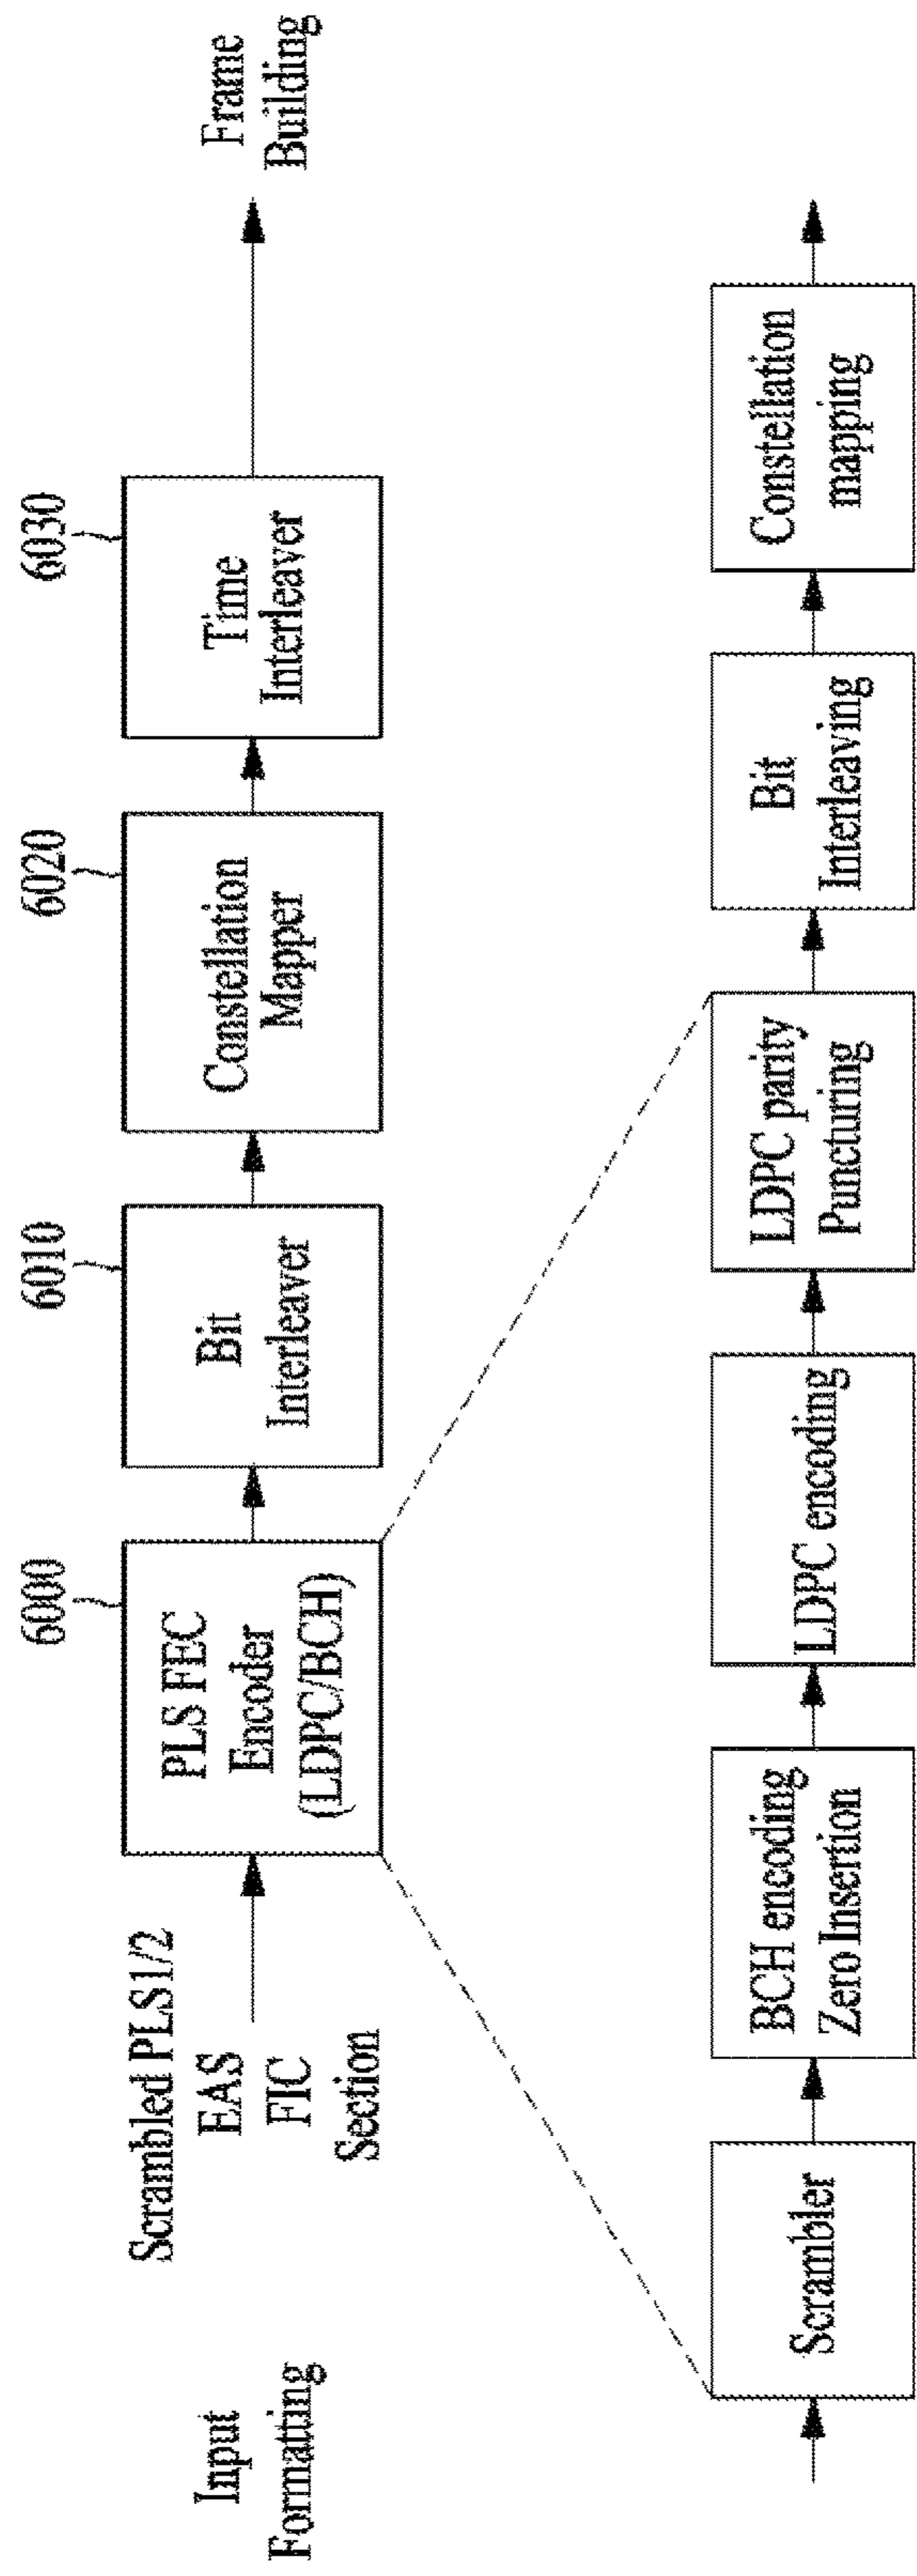 Input
Formatting
Scrambled PLS1/2
EAS
FIC
Section
6000
PLS FEC
Encoder
(LDPC/BCH)
6010
Bit
Interleaver
6020
Constellation
Mapper
6030
Time
Interleaver
Frame
Building
Scrambler
BCH encoding
Zero Insertion
LDPC encoding
LDPC parity
Puncturing
Bit
Interleaving
Constellation
mapping